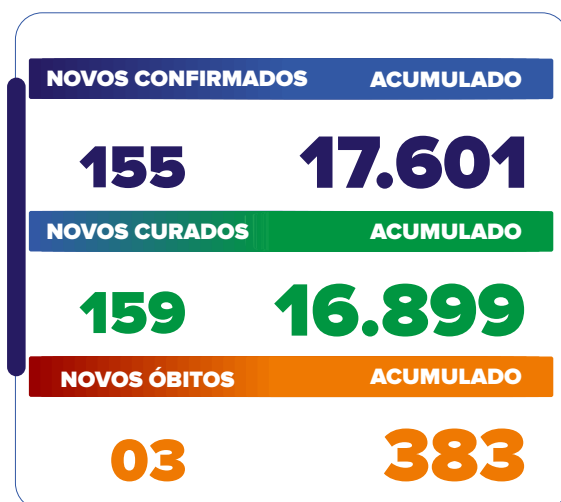 NOVOS CONFIRMADOS ACUMULADO
155 17.601
NOVOS CURADOS ACUMULADO
159 16.899
NOVOS ÓBITOS ACUMULADO
03 383